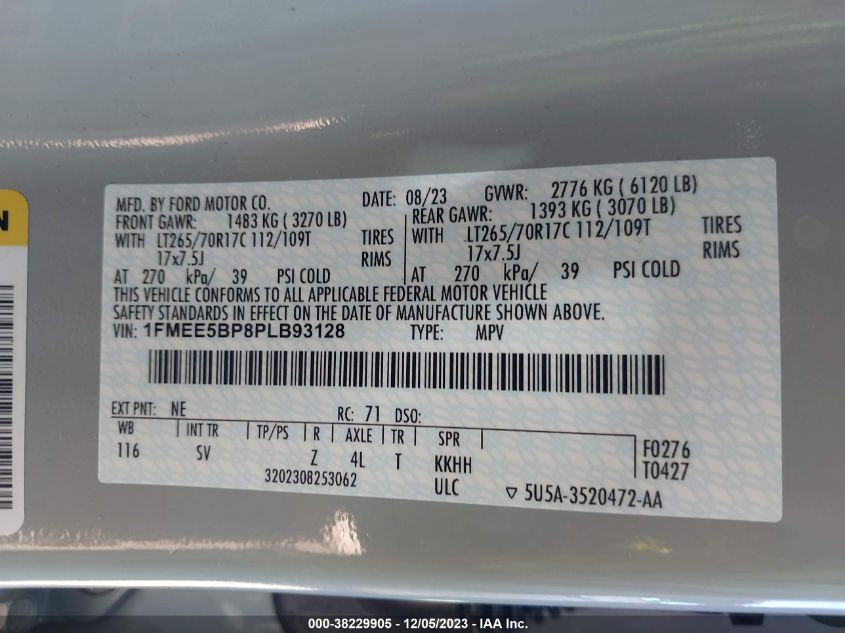 N
MFD. BY FORD MOTOR CO. DATE: 08/23 GVWR: 2776 KG ( 6120 LB)
FRONT GAWR: 1483 KG ( 3270 LB) REAR GAWR: 1393 KG ( 3070 LB)
WITH LT265/70R17C 112/109T TIRES WITH LT265/70R17C 112/109T TIRES
17x7.5J RIMS 17x7.5J RIMS
AT 270 kPa/ 39 PSI COLD AT 270 kPa/ 39 PSI COLD
THIS VEHICLE CONFORMS TO ALL APPLICABLE FEDERAL MOTOR VEHICLE
SAFETY STANDARDS IN EFFECT ON THE DATE OF MANUFACTURE SHOWN ABOVE.
VIN: 1FMEE5BP8PLB93128 TYPE: MPV
EXT PNT: NE RC: 71 DSO:
WB INT TR TP/PS R AXLE TR SPR F0276
116 SV Z 4L T KKHH T0427
3202308253062 ULC ▽ 5U5A-3520472-AA
000-38229905 - 12/05/2023 - IAA Inc.